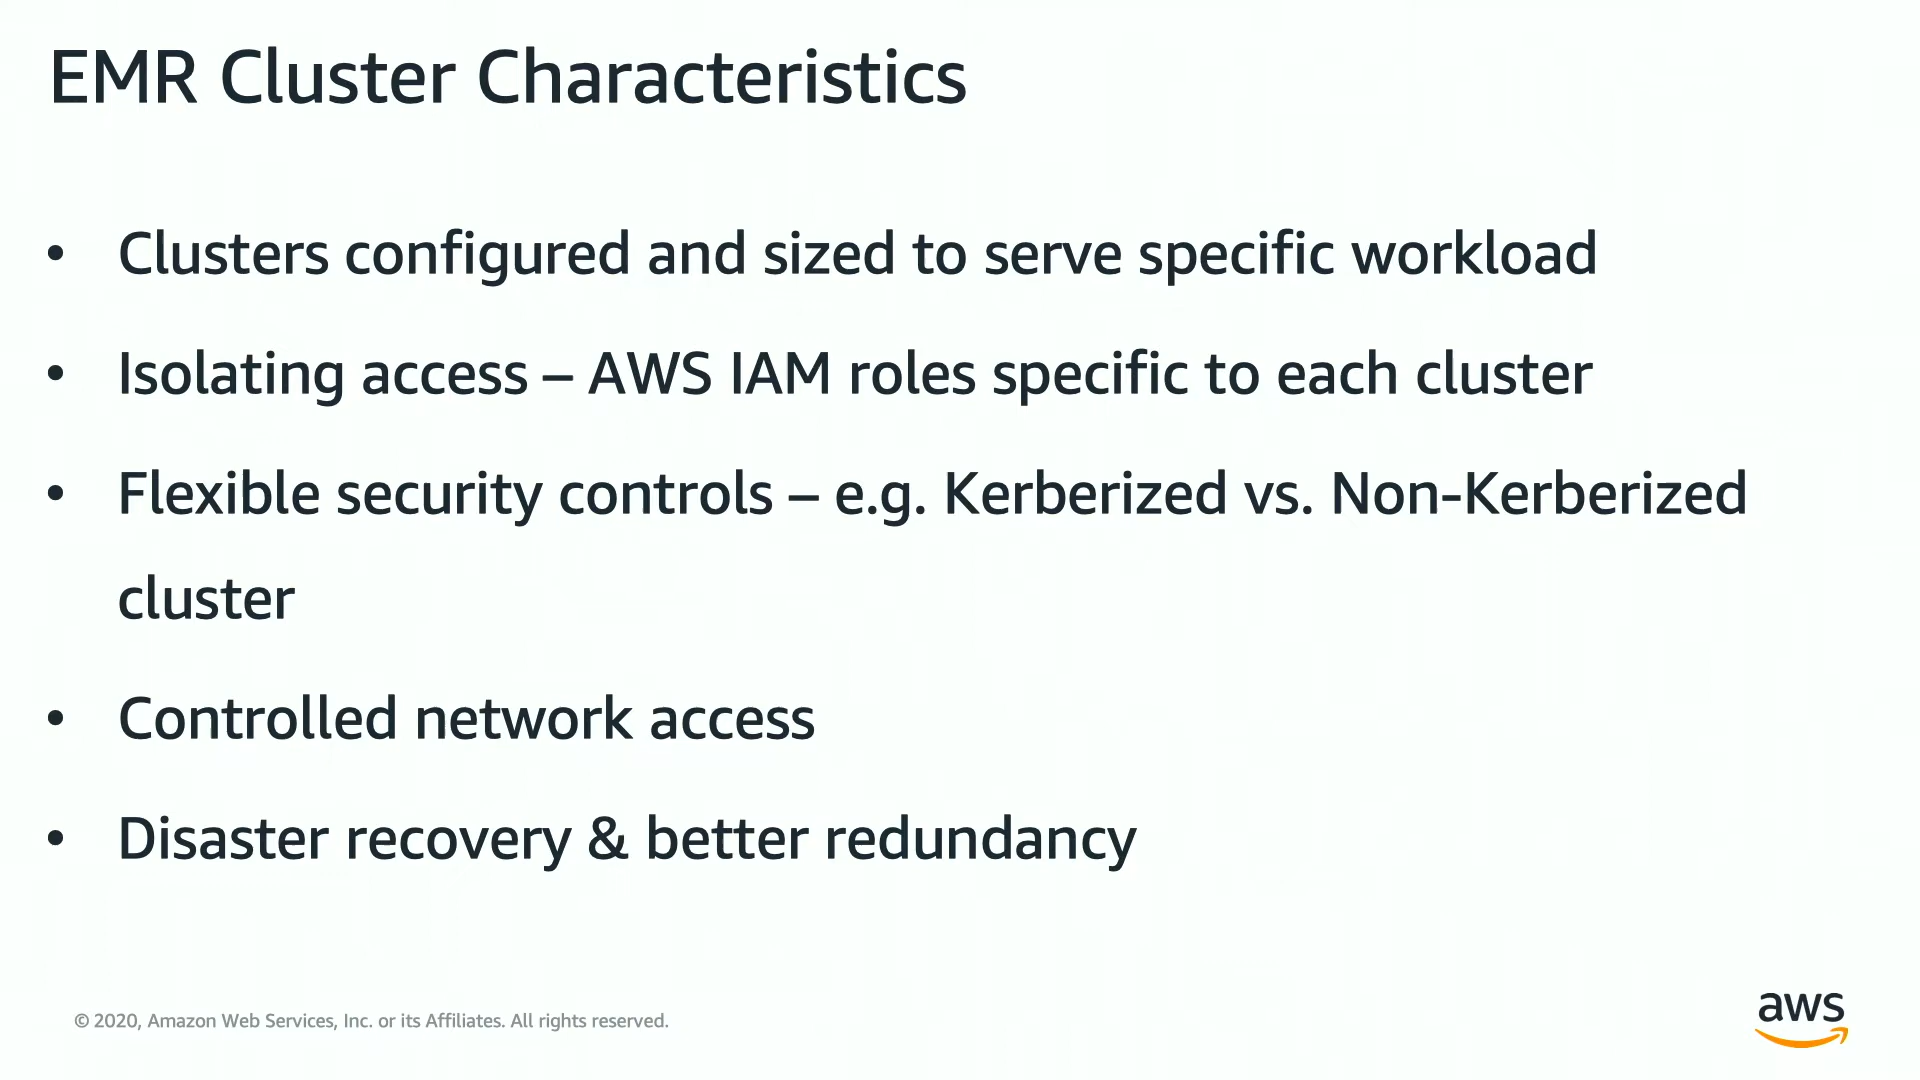 EMR Cluster Characteristics
• Clusters configured and sized to serve specific workload
• Isolating access – AWS IAM roles specific to each cluster
• Flexible security controls – e.g. Kerberized vs. Non-Kerberized
cluster
• Controlled network access
• Disaster recovery & better redundancy
© 2020, Amazon Web Services, Inc. or its Affiliates. All rights reserved.
aws